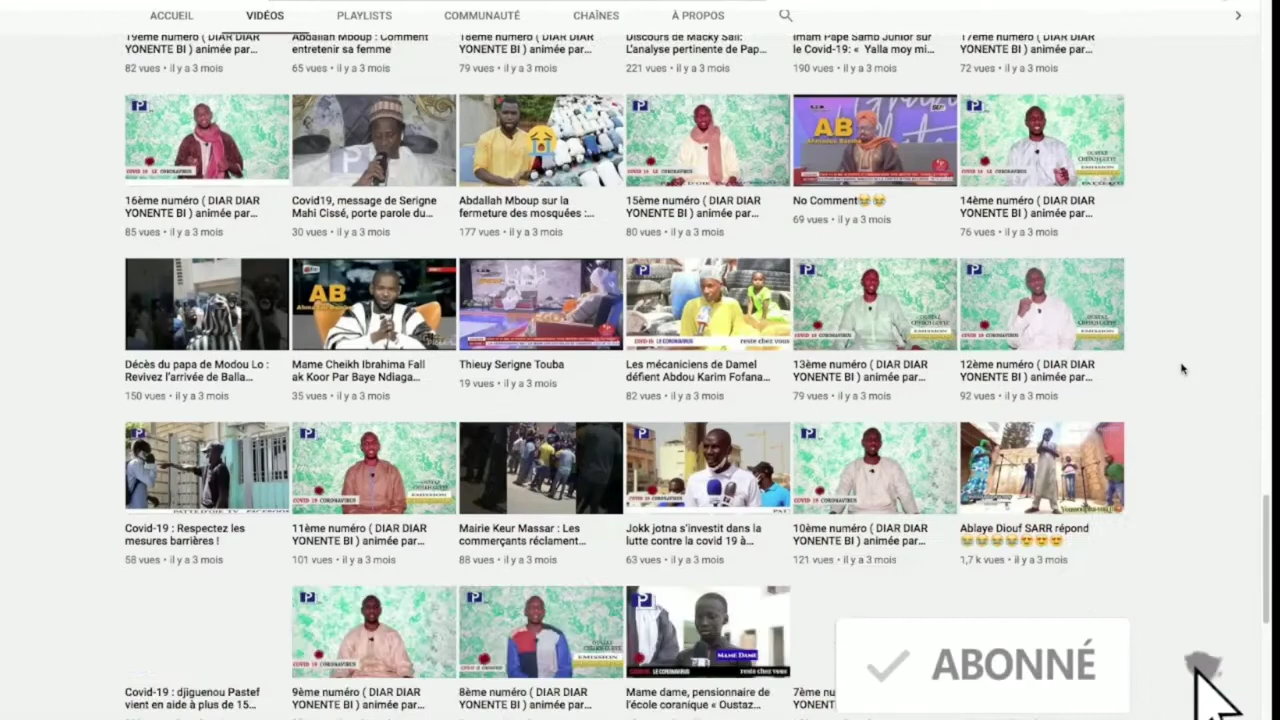 ACCUEIL VIDÉOS PLAYLISTS COMMUNAUTÉ CHAÎNES À PROPOS
19ème numéro ( DIAR DIAR
YONENTE BI ) animée par...
82 vues • il y a 3 mois
Abdallah Mboup : Comment
entretenir sa femme
65 vues • il y a 3 mois
18ème numéro ( DIAR DIAR
YONENTE BI ) animée par...
79 vues • il y a 3 mois
Discours de Macky Sall:
L'analyse pertinente de Pap...
221 vues • il y a 3 mois
Imam Pape Samb Junior sur
le Covid-19: « Yalla moy mi...
190 vues • il y a 3 mois
17ème numéro ( DIAR DIAR
YONENTE BI ) animée par...
72 vues • il y a 3 mois
16ème numéro ( DIAR DIAR
YONENTE BI ) animée par...
85 vues • il y a 3 mois
Covid19, message de Serigne
Mahi Cissé, porte parole du...
30 vues • il y a 3 mois
Abdallah Mboup sur la
fermeture des mosquées :...
177 vues • il y a 3 mois
15ème numéro ( DIAR DIAR
YONENTE BI ) animée par...
80 vues • il y a 3 mois
AB
No Comment😭😭
69 vues • il y a 3 mois
14ème numéro ( DIAR DIAR
YONENTE BI ) animée par...
76 vues • il y a 3 mois
Décès du papa de Modou Lo :
Revivez l'arrivée de Balla...
150 vues • il y a 3 mois
AB
Mame Cheikh Ibrahima Fall
ak Koor Par Baye Ndiaga...
35 vues • il y a 3 mois
Thieuy Serigne Touba
19 vues • il y a 3 mois
reste chez vous
Les mécaniciens de Damel
défient Abdou Karim Fofana...
82 vues • il y a 3 mois
13ème numéro ( DIAR DIAR
YONENTE BI ) animée par...
79 vues • il y a 3 mois
12ème numéro ( DIAR DIAR
YONENTE BI ) animée par...
92 vues • il y a 3 mois
Covid-19 : Respectez les
mesures barrières !
58 vues • il y a 3 mois
11ème numéro ( DIAR DIAR
YONENTE BI ) animée par...
101 vues • il y a 3 mois
Mairie Keur Massar : Les
commerçants réclament...
88 vues • il y a 3 mois
Jokk jotna s'investit dans la
lutte contre la covid 19 à...
63 vues • il y a 3 mois
10ème numéro ( DIAR DIAR
YONENTE BI ) animée par...
121 vues • il y a 3 mois
Ablaye Diouf SARR répond
😭😭😭😭😍😍😍
1,7 k vues • il y a 3 mois
Covid-19 : djiguenou Pastef
vient en aide à plus de 15...
9ème numéro ( DIAR DIAR
YONENTE BI ) animée par...
8ème numéro ( DIAR DIAR
YONENTE BI ) animée par...
MAME DAME
reste chez vous
Mame dame, pensionnaire de
l'école coranique « Oustaz...
7ème nu
YONENT
ABONNÉ